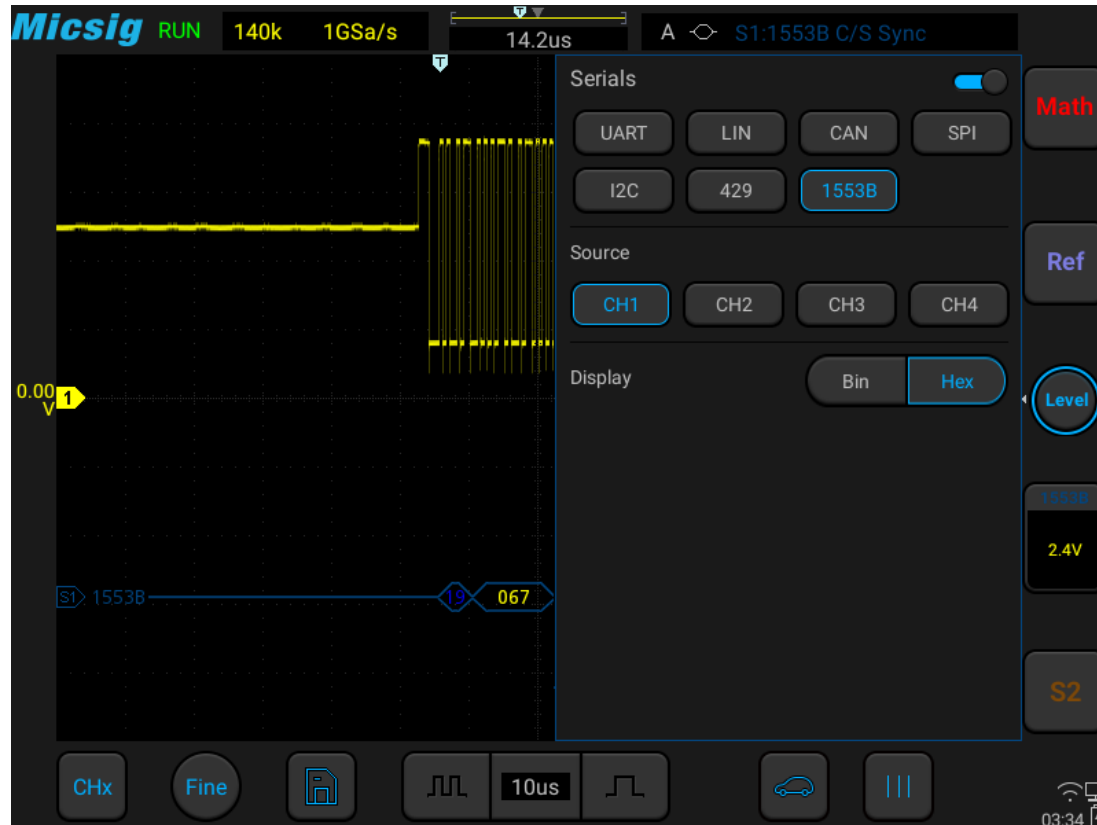 Micsig RUN 140k 1GSa/s T 14.2us A S1:1553B C/S Sync
T
Serials
Math
UART LIN CAN SPI
I2C 429 1553B
Source
Ref
CH1 CH2 CH3 CH4
Display Bin Hex
0.00 V 1
Level
1553B
2.4V
S1 1553B 19 067
S2
CHx Fine 10us
03:34